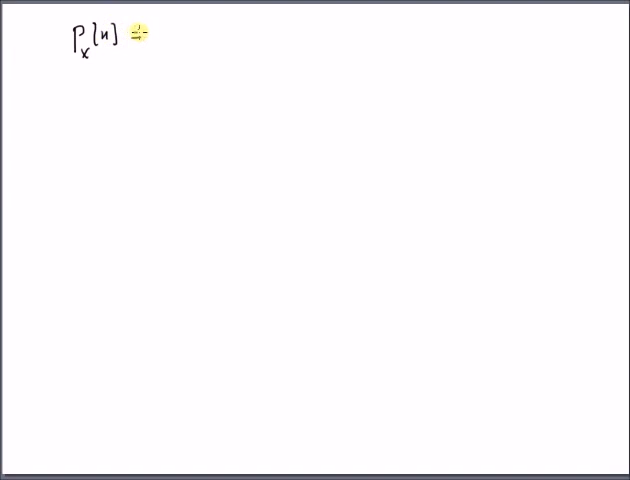 P_x[n] =